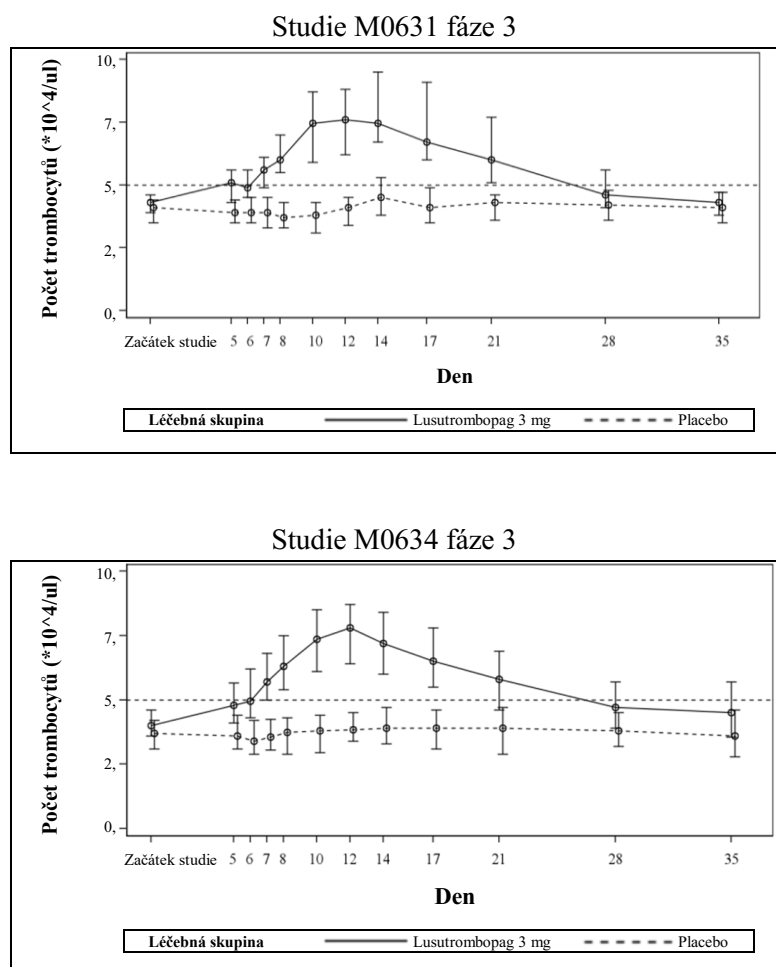 Studie M0631 fáze 3
Počet trombocytů (*10^4/ul)
10,
7,
5,
2,
0,
Začátek studie 5 6 7 8 10 12 14 17 21 28 35
Den
Léčebná skupina Lusutrombopag 3 mg Placebo
Studie M0634 fáze 3
Počet trombocytů (*10^4/ul)
10,
7,
5,
2,
0,
Začátek studie 5 6 7 8 10 12 14 17 21 28 35
Den
Léčebná skupina Lusutrombopag 3 mg Placebo